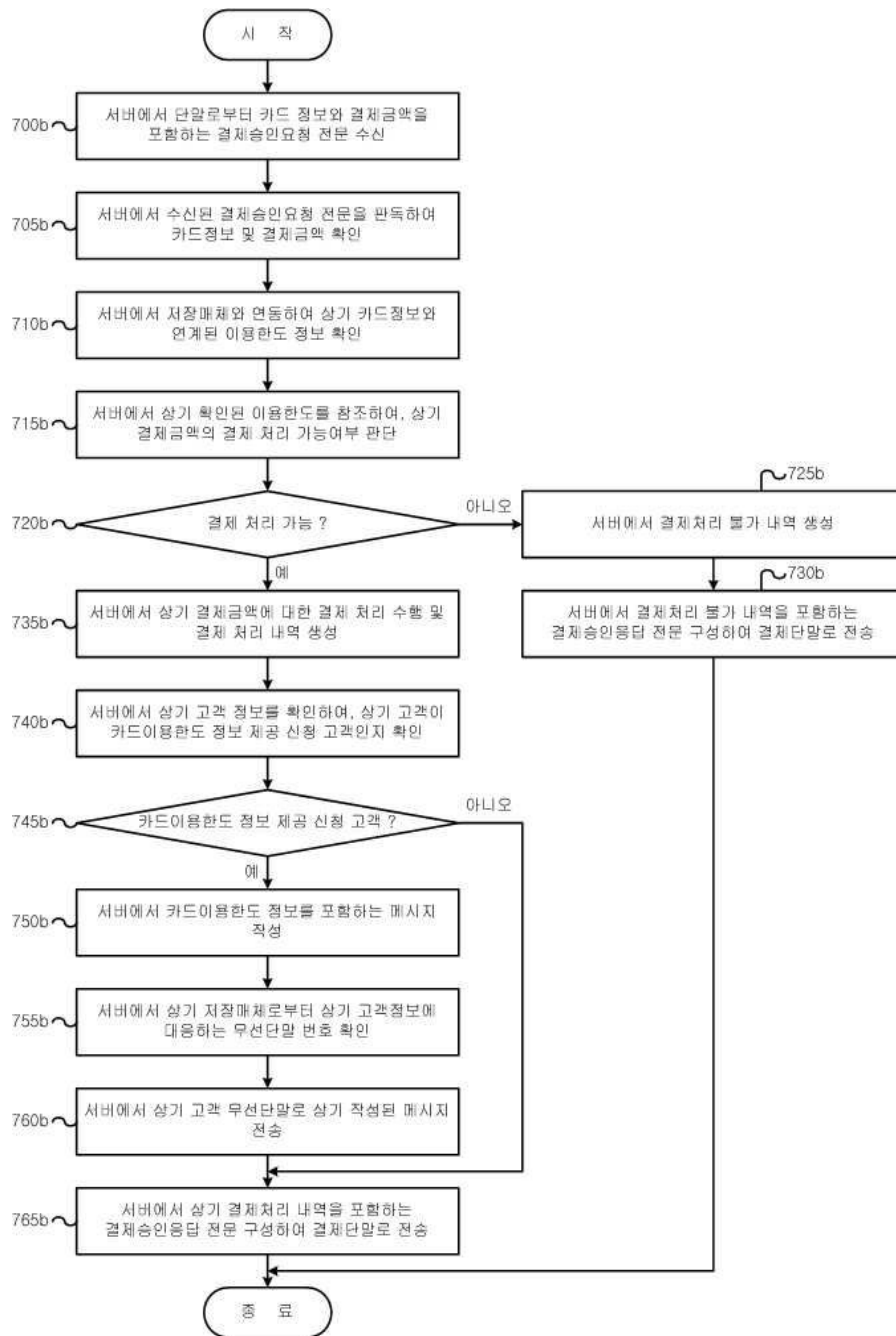 시 작
700b
서버에서 단말로부터 카드 정보와 결제금액을
포함하는 결제승인요청 전문 수신
705b
서버에서 수신된 결제승인요청 전문을 판독하여
카드정보 및 결제금액 확인
710b
서버에서 저장매체와 연동하여 상기 카드정보와
연계된 이용한도 정보 확인
715b
서버에서 상기 확인된 이용한도를 참조하여, 상기
결제금액의 결제 처리 가능여부 판단
720b
결제 처리 가능 ?
아니오
725b
서버에서 결제처리 불가 내역 생성
예
730b
서버에서 결제처리 불가 내역을 포함하는
결제승인응답 전문 구성하여 결제단말로 전송
735b
서버에서 상기 결제금액에 대한 결제 처리 수행 및
결제 처리 내역 생성
740b
서버에서 상기 고객 정보를 확인하여, 상기 고객이
카드이용한도 정보 제공 신청 고객인지 확인
745b
카드이용한도 정보 제공 신청 고객 ?
아니오
예
750b
서버에서 카드이용한도 정보를 포함하는 메시지
작성
755b
서버에서 상기 저장매체로부터 상기 고객정보에
대응하는 무선단말 번호 확인
760b
서버에서 상기 고객 무선단말로 상기 작성된 메시지
전송
765b
서버에서 상기 결제처리 내역을 포함하는
결제승인응답 전문 구성하여 결제단말로 전송
종 료